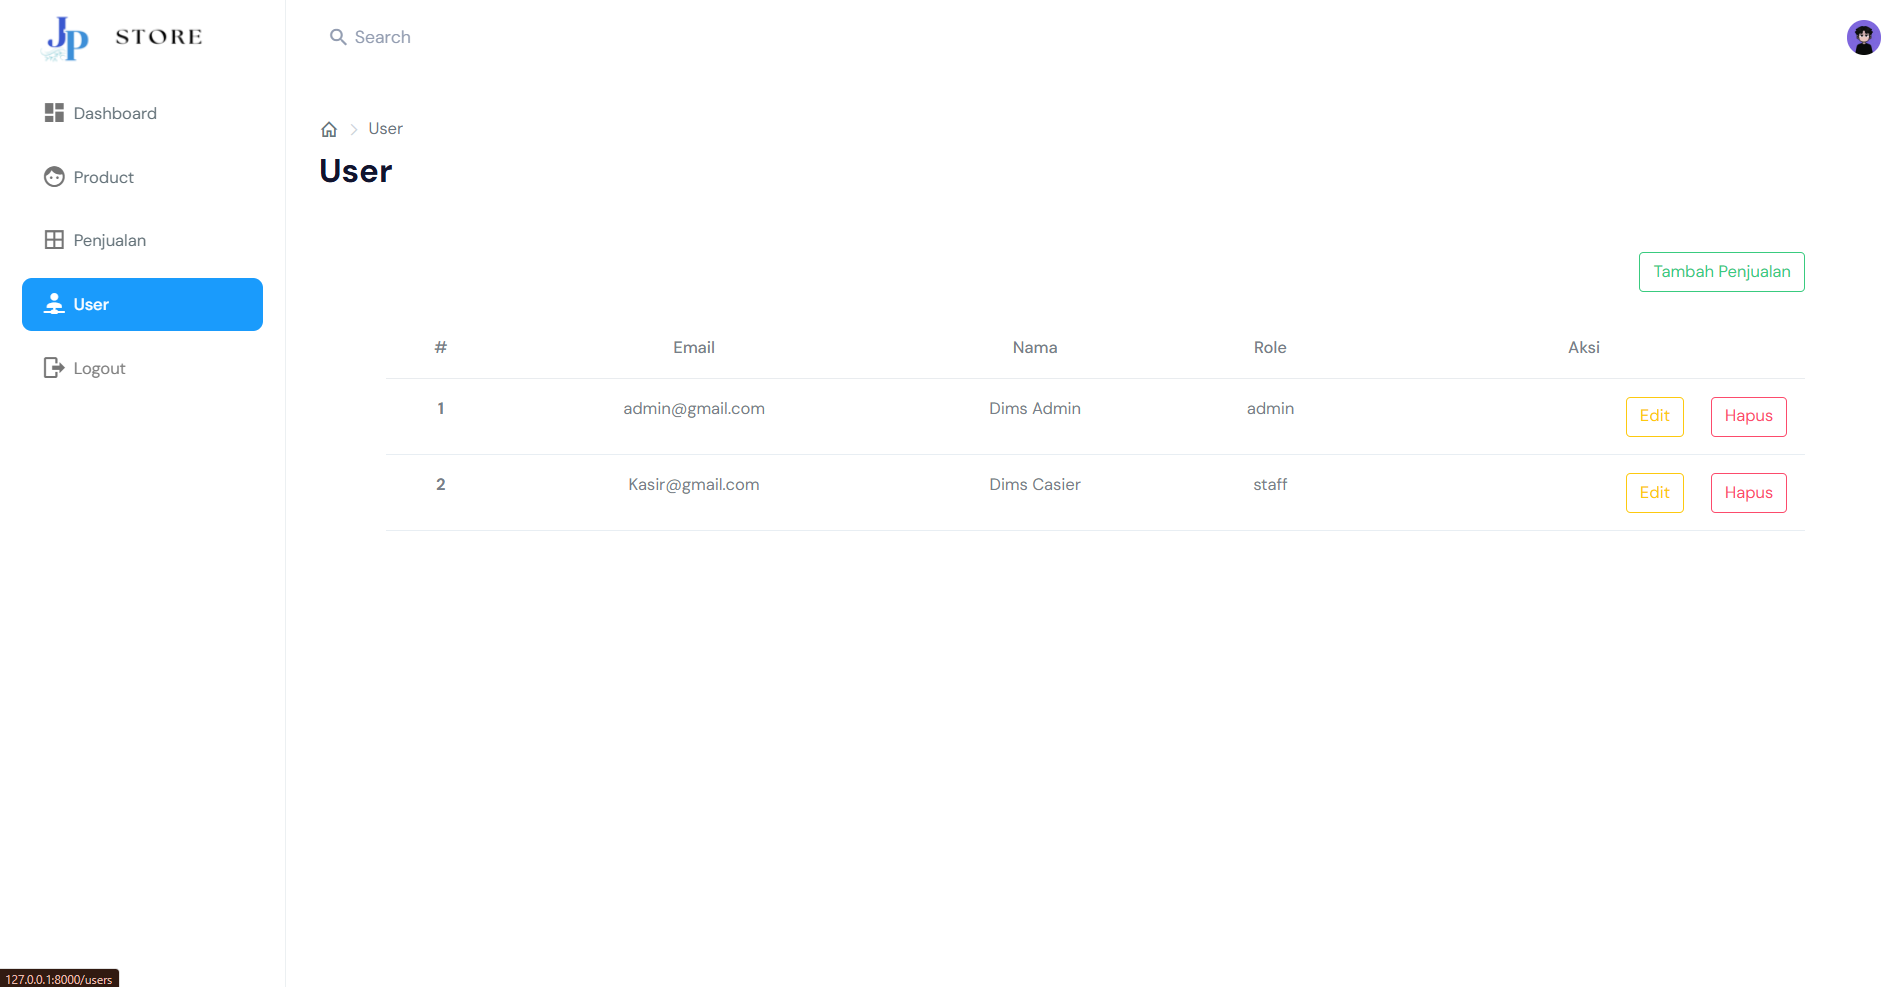 JP STORE
Search
Dashboard
Product
Penjualan
User
Logout
User
User
Tambah Penjualan
# Email Nama Role Aksi
1 admin@gmail.com Dims Admin admin Edit Hapus
2 Kasir@gmail.com Dims Casier staff Edit Hapus
127.0.0.1:8000/users